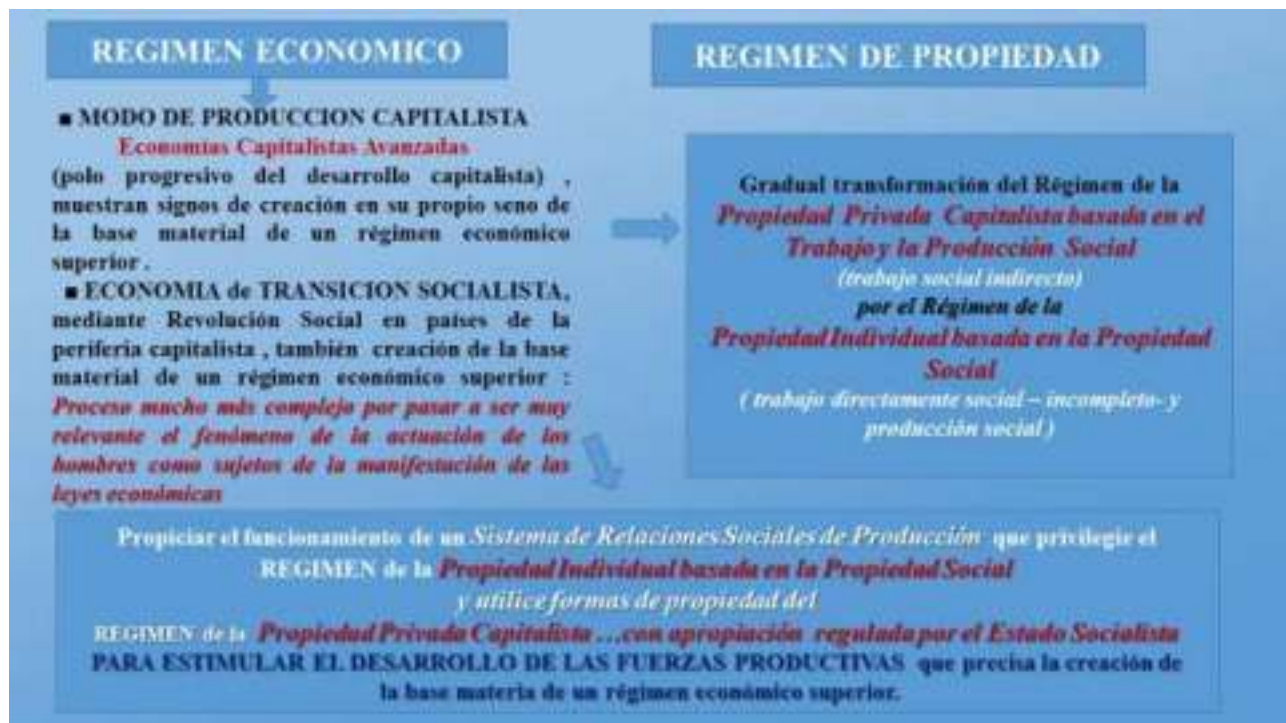 REGIMEN ECONOMICO
■ MODO DE PRODUCCION CAPITALISTA
Economías Capitalistas Avanzadas
(polo progresivo del desarrollo capitalista) ,
muestran signos de creación en su propio seno de
la base material de un régimen económico
superior .
■ ECONOMIA de TRANSICION SOCIALISTA,
mediante Revolución Social en países de la
periferia capitalista , también creación de la base
material de un régimen económico superior :
Proceso mucho más complejo por pasar a ser muy
relevante el fenómeno de la actuación de los
hombres como sujetos de la manifestación de las
leyes económicas
REGIMEN DE PROPIEDAD
Gradual transformación del Régimen de la
Propiedad Privada Capitalista basada en el
Trabajo y la Producción Social
(trabajo social indirecto)
por el Régimen de la
Propiedad Individual basada en la Propiedad
Social
( trabajo directamente social – incompleto- y
producción social )
Propiciar el funcionamiento de un Sistema de Relaciones Sociales de Producción que privilegie el
REGIMEN de la Propiedad Individual basada en la Propiedad Social
y utilice formas de propiedad del
REGIMEN de la Propiedad Privada Capitalista ...con apropiación regulada por el Estado Socialista
PARA ESTIMULAR EL DESARROLLO DE LAS FUERZAS PRODUCTIVAS que precisa la creación de
la base materia de un régimen económico superior.